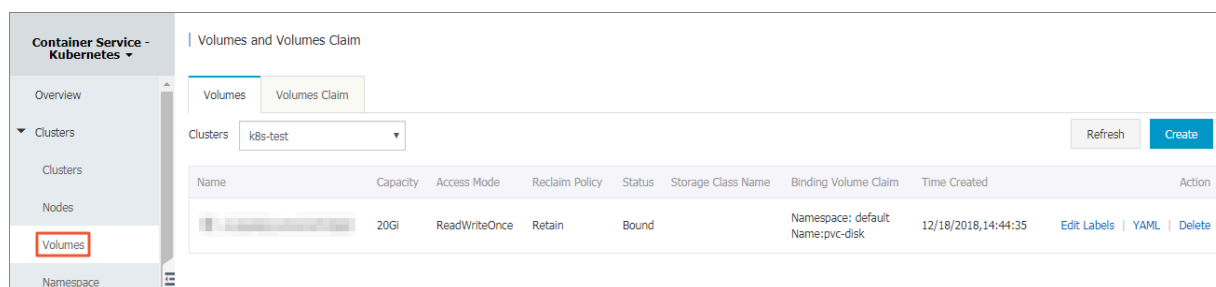 Container Service -
Kubernetes
Overview
Clusters
Clusters
Nodes
Volumes
Namespace
Volumes and Volumes Claim
Volumes Volumes Claim
Clusters k8s-test Refresh Create
Name Capacity Access Mode Reclaim Policy Status Storage Class Name Binding Volume Claim Time Created Action
20Gi ReadWriteOnce Retain Bound Namespace: default 12/18/2018,14:44:35 Edit Labels | YAML | Delete
Name:pvc-disk